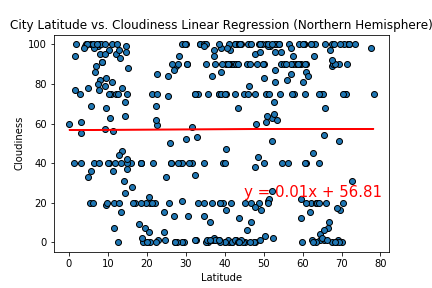 City Latitude vs. Cloudiness Linear Regression (Northern Hemisphere)
100
80
60
40
20
0
Cloudiness
y = 0.01x + 56.81
0 10 20 30 40 50 60 70 80
Latitude